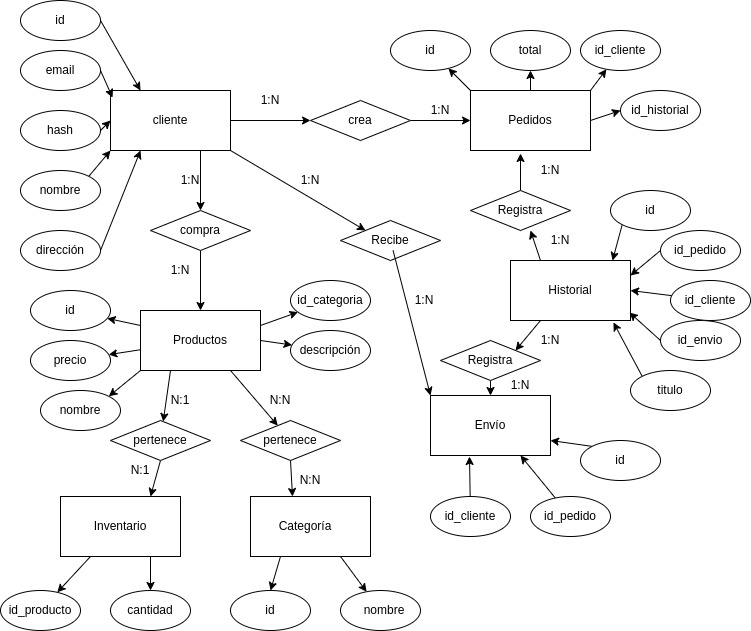 id
id
total
id_cliente
email
1:N
1:N
id_historial
hash
cliente
crea
Pedidos
nombre
1:N
1:N
1:N
Registra
id
dirección
compra
Recibe
1:N
id_pedido
1:N
Historial
id_cliente
id
id_categoria
1:N
Productos
id_envio
1:N
precio
descripción
Registra
1:N
titulo
nombre
N:1
N:N
Envío
pertenece
pertenece
id
N:1
N:N
id_cliente
id_pedido
Inventario
Categoría
id_producto
cantidad
id
nombre